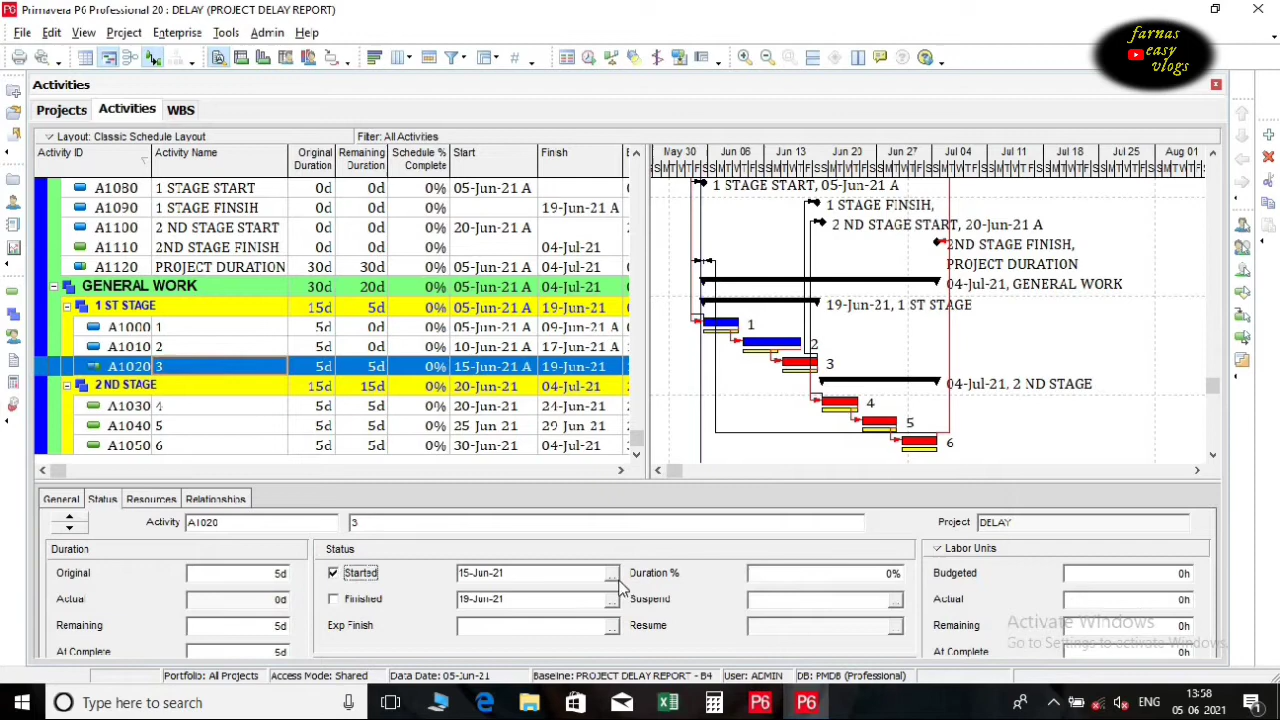 Primavera P6 Professional 20 : DELAY (PROJECT DELAY REPORT)
File Edit View Project Enterprise Tools Admin Help
farnas easy vlogs
Activities
Projects Activities WBS
Layout: Classic Schedule Layout Filter: All Activities
Activity ID Activity Name Original Duration Remaining Duration Schedule % Complete Start Finish
May 30 Jun 06 Jun 13 Jun 20 Jun 27 Jul 04 Jul 11 Jul 18 Jul 25 Aug 01
A1080 1 STAGE START 0d 0d 0% 05-Jun-21 A
A1090 1 STAGE FINSIH 0d 0d 0% 19-Jun-21 A
A1100 2 ND STAGE START 0d 0d 0% 20-Jun-21 A
A1110 2ND STAGE FINISH 0d 0d 0% 04-Jul-21
A1120 PROJECT DURATION 30d 30d 0% 05-Jun-21 04-Jul-21
GENERAL WORK 30d 20d 0% 05-Jun-21 A 04-Jul-21
1 ST STAGE 15d 5d 0% 05-Jun-21 A 19-Jun-21
A1000 1 5d 0d 0% 05-Jun-21 A 09-Jun-21 A
A1010 2 5d 0d 0% 10-Jun-21 A 17-Jun-21 A
A1020 3 5d 5d 0% 15-Jun-21 A 19-Jun-21
2 ND STAGE 15d 15d 0% 20-Jun-21 04-Jul-21
A1030 4 5d 5d 0% 20-Jun-21 24-Jun-21
A1040 5 5d 5d 0% 25-Jun-21 29-Jun-21
A1050 6 5d 5d 0% 30-Jun-21 04-Jul-21
1 STAGE START, 05-Jun-21 A
1 STAGE FINSIH,
2 ND STAGE START, 20-Jun-21 A
2ND STAGE FINISH,
PROJECT DURATION
04-Jul-21, GENERAL WORK
19-Jun-21, 1 ST STAGE
1
2
3
04-Jul-21, 2 ND STAGE
4
5
6
General Status Resources Relationships
Activity A1020 3 Project DELAY
Duration Status Labor Units
Original 5d Started 15-Jun-21 ... Duration % 0% Budgeted 0h
Actual 0d Finished 19-Jun-21 ... Suspend ... Actual 0h
Remaining 5d Exp Finish ... Resume ... Remaining 0h
At Complete 5d At Complete 0h
Activate Windows
Go to Settings to activate Windows.
Portfolio: All Projects Access Mode: Shared Data Date: 05-Jun-21 Baseline: PROJECT DELAY REPORT - B4 User: ADMIN DB: PMDB (Professional)
Type here to search ENG 13:58
05-06-2021